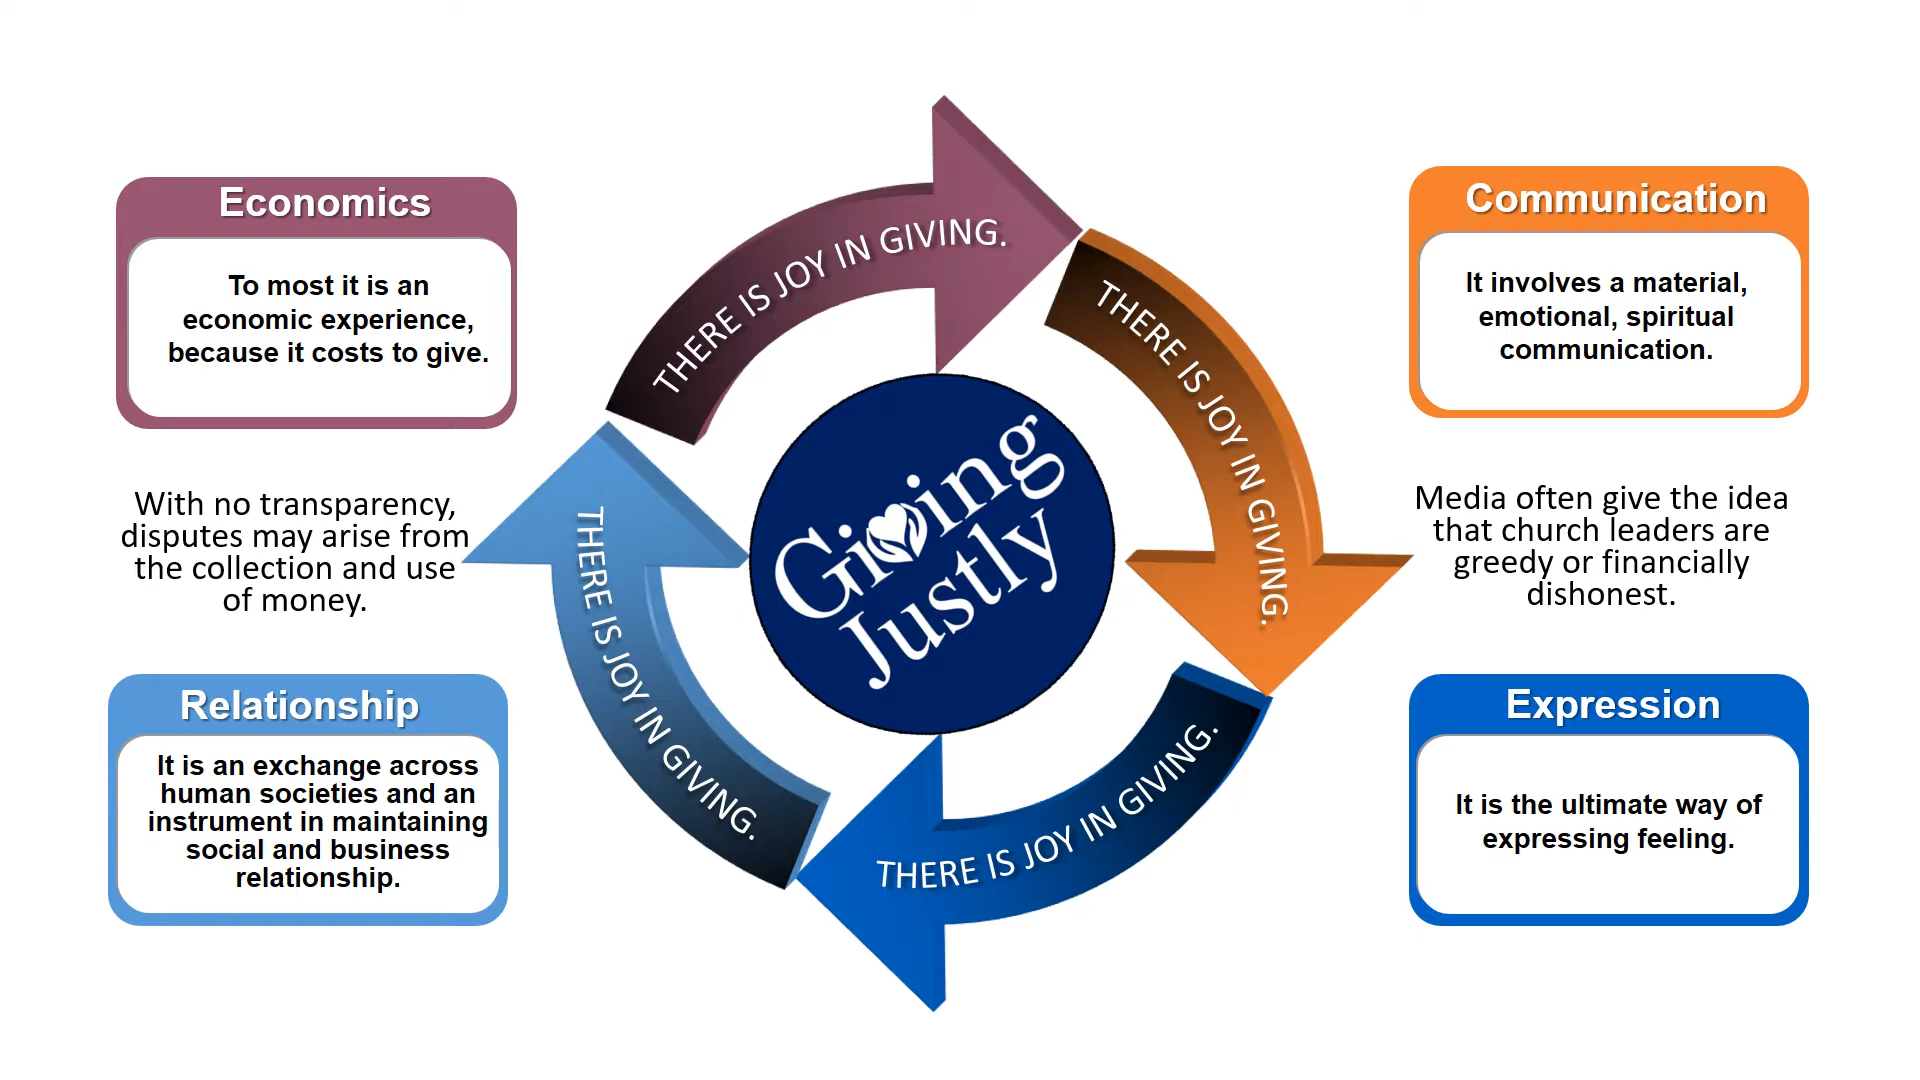 Economics
To most it is an
economic experience,
because it costs to give.
With no transparency,
disputes may arise from
the collection and use
of money.
Relationship
It is an exchange across
human societies and an
instrument in maintaining
social and business
relationship.
THERE IS JOY IN GIVING.
THERE IS JOY IN GIVING.
THERE IS JOY IN GIVING.
THERE IS JOY IN GIVING.
Giving
Justly
Communication
It involves a material,
emotional, spiritual
communication.
Media often give the idea
that church leaders are
greedy or financially
dishonest.
Expression
It is the ultimate way of
expressing feeling.